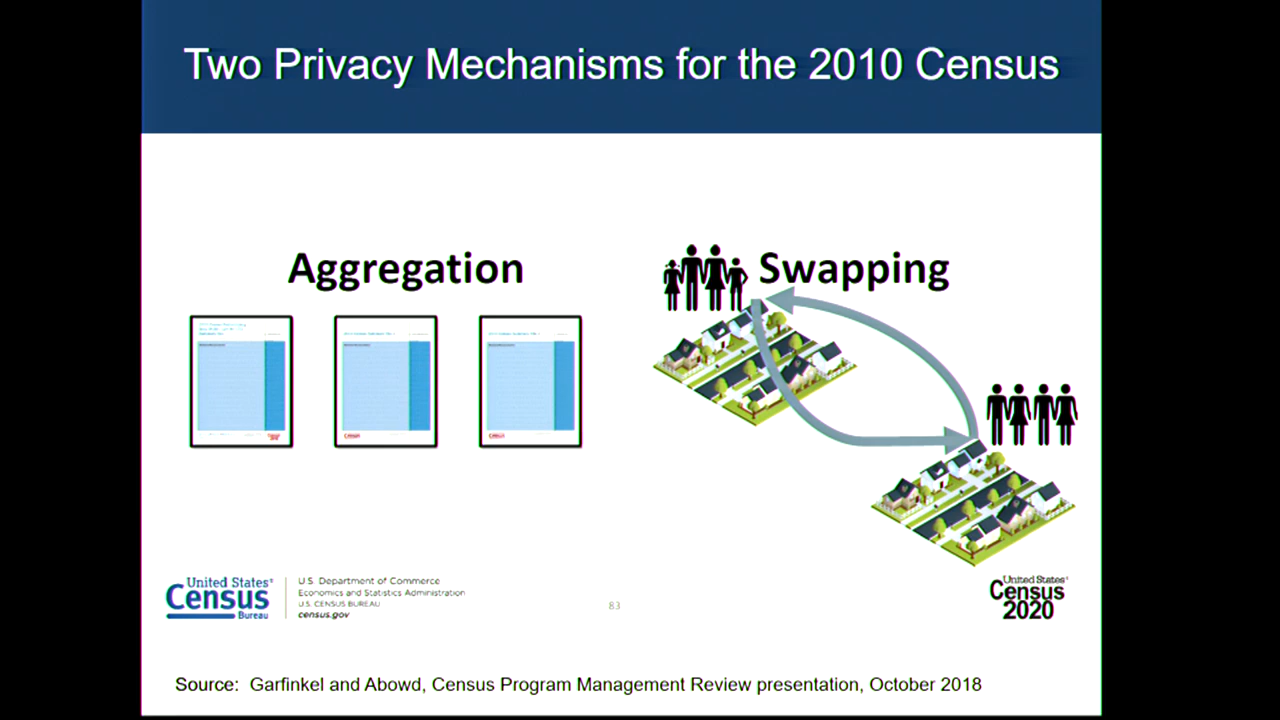 Two Privacy Mechanisms for the 2010 Census
Aggregation
Swapping
United States®
Census
Bureau
U.S. Department of Commerce
Economics and Statistics Administration
U.S. CENSUS BUREAU
census.gov
83
United States®
Census
2020
Source: Garfinkel and Abowd, Census Program Management Review presentation, October 2018